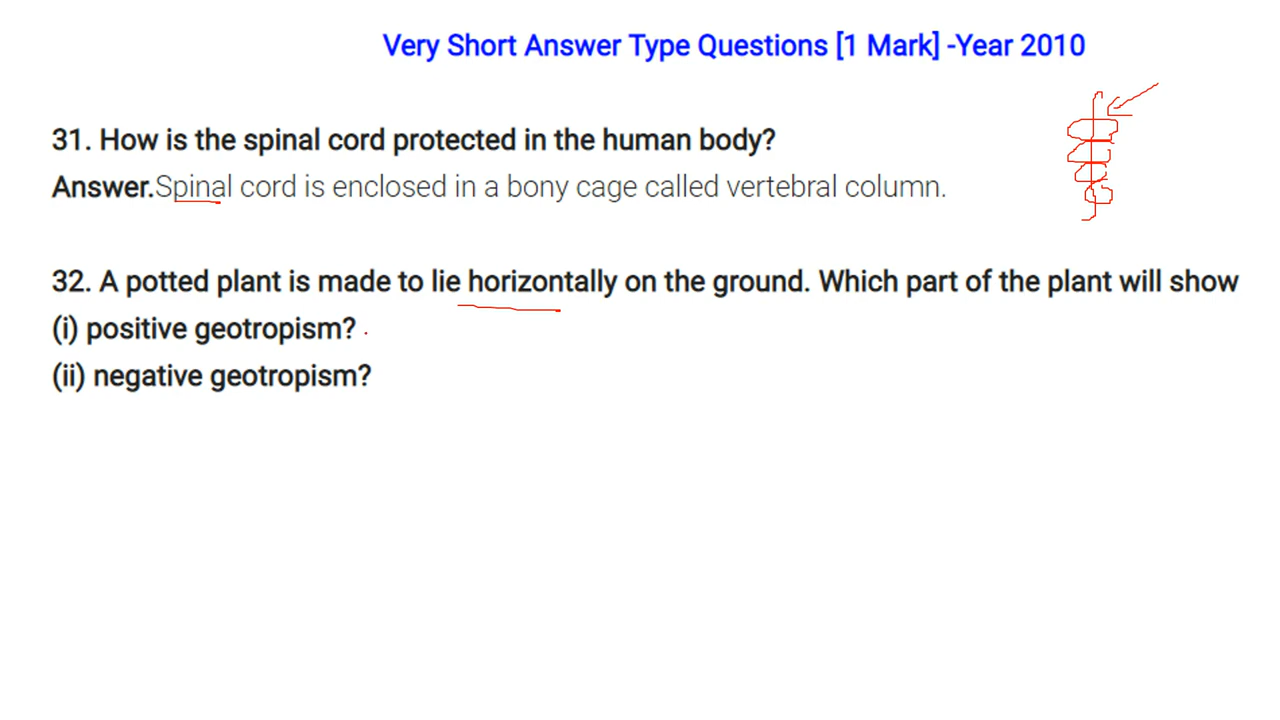 Very Short Answer Type Questions [1 Mark] -Year 2010
31. How is the spinal cord protected in the human body?
Answer.Spinal cord is enclosed in a bony cage called vertebral column.
32. A potted plant is made to lie horizontally on the ground. Which part of the plant will show
(i) positive geotropism?
(ii) negative geotropism?